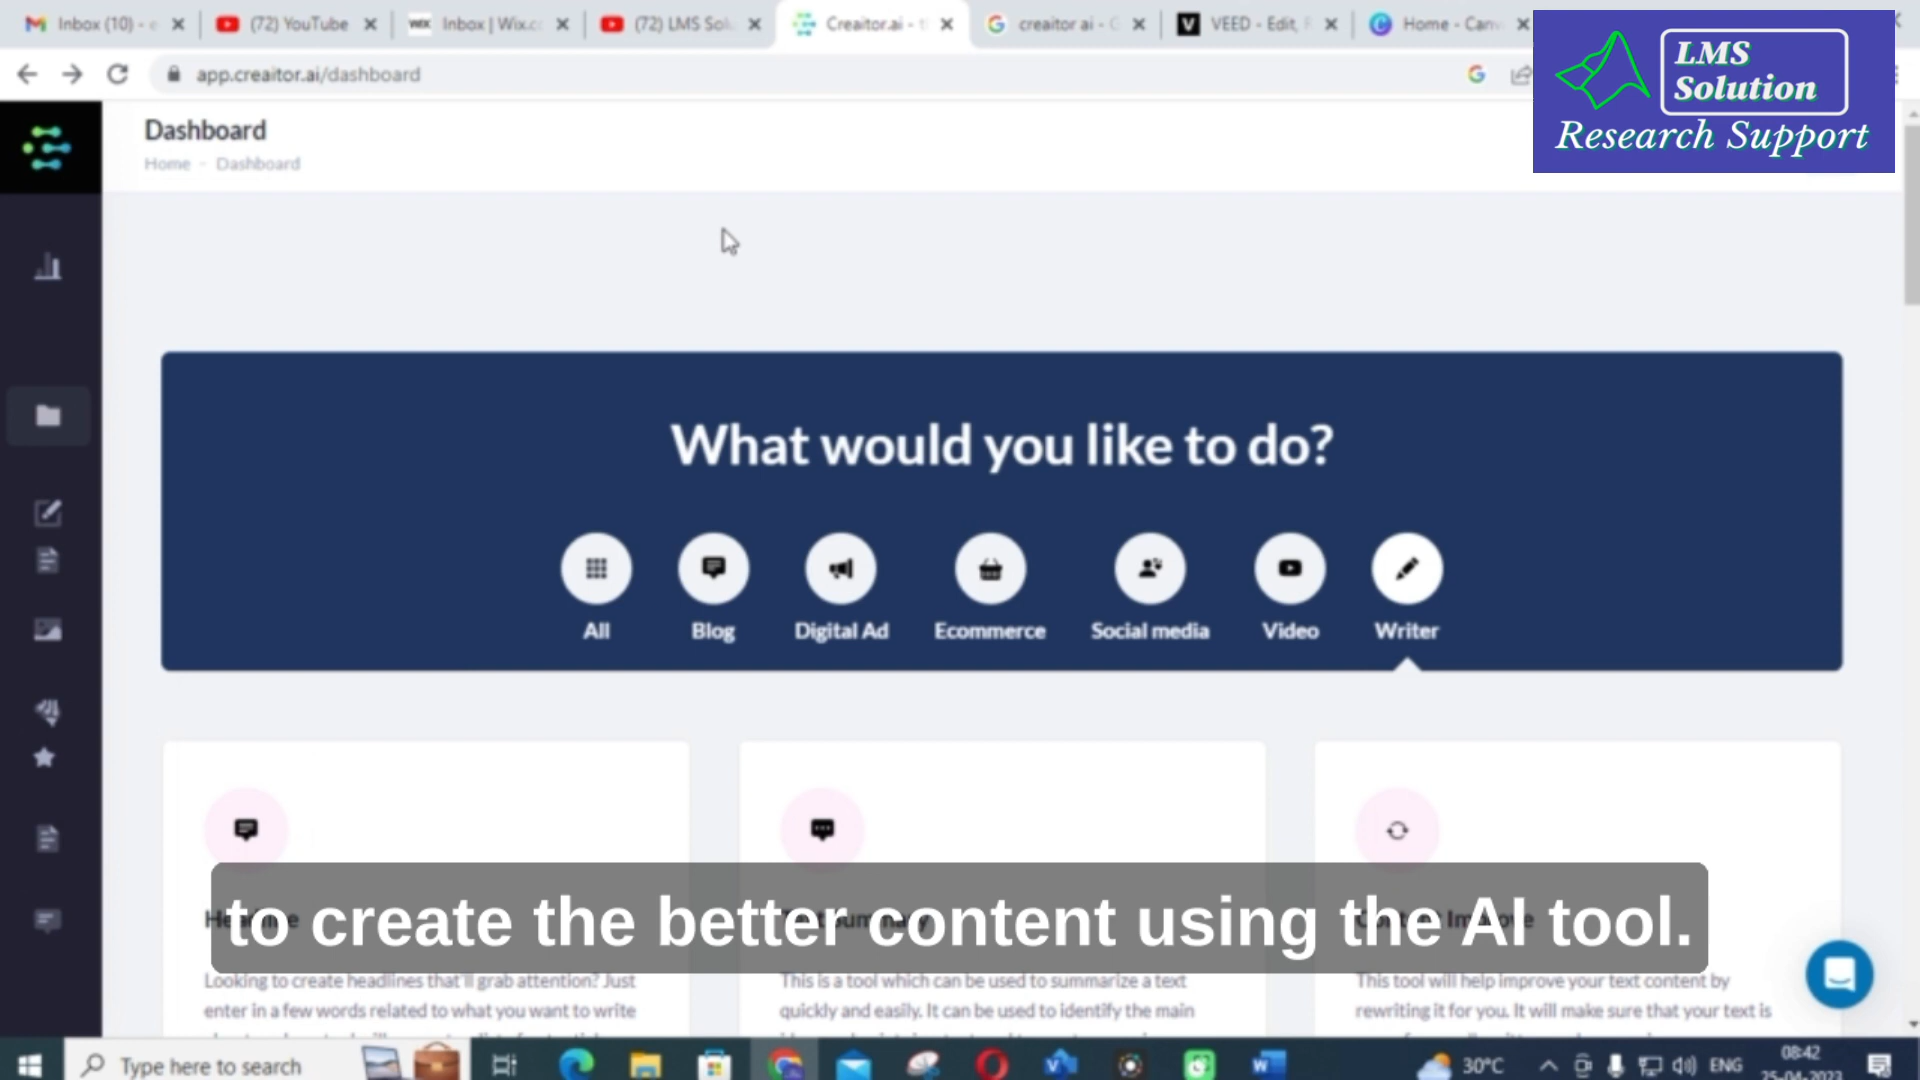 Inbox (10) - e
(72) YouTube
Inbox | Wix.c
(72) LMS Sol
Creaitor.ai - t
creaitor ai - G
VEED - Edit,
Home - Canv
app.creaitor.ai/dashboard
LMS
Solution
Research Support
Dashboard
Home - Dashboard
What would you like to do?
All
Blog
Digital Ad
Ecommerce
Social media
Video
Writer
to create the better content using the AI tool.
Looking to create headlines that'll grab attention? Just
enter in a few words related to what you want to write
This is a tool which can be used to summarize a text
quickly and easily. It can be used to identify the main
This tool will help improve your text content by
rewriting it for you. It will make sure that your text is
Type here to search
30°C
ENG
08:42
25-04-2023